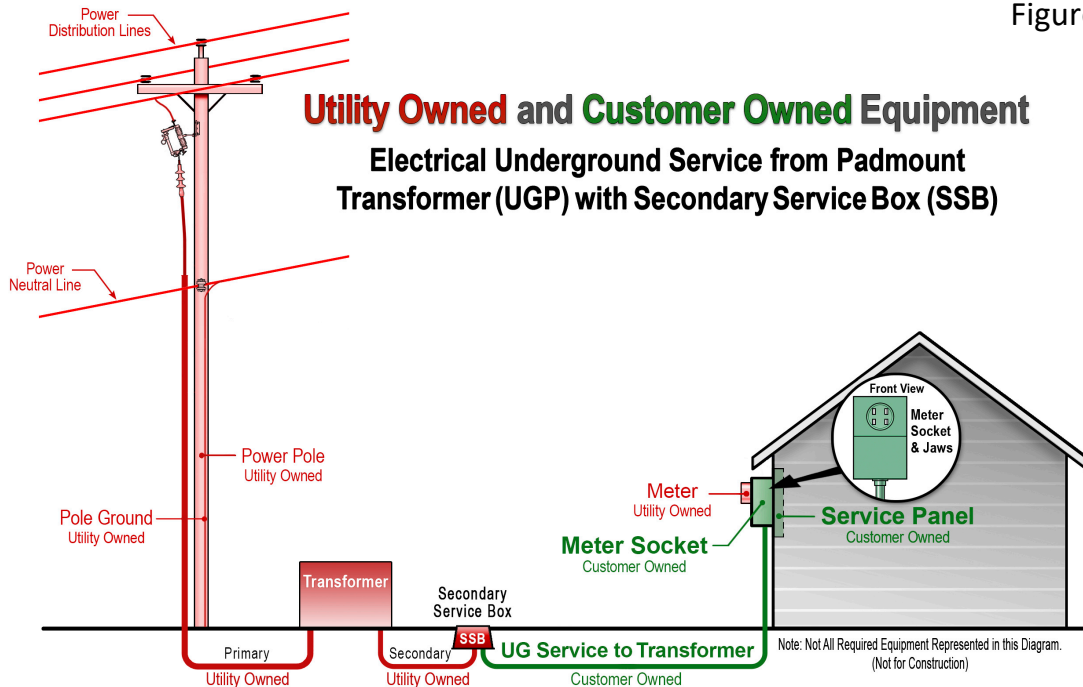 Figure
Power
Distribution Lines
Utility Owned and Customer Owned Equipment
Electrical Underground Service from Padmount
Transformer (UGP) with Secondary Service Box (SSB)
Power
Neutral Line
Front View
Meter
Socket
& Jaws
Power Pole
Utility Owned
Pole Ground
Utility Owned
Meter
Utility Owned
Service Panel
Customer Owned
Meter Socket
Customer Owned
Transformer
Secondary
Service Box
SSB
Primary
Utility Owned
Secondary
Utility Owned
UG Service to Transformer
Customer Owned
Note: Not All Required Equipment Represented in this Diagram.
(Not for Construction)